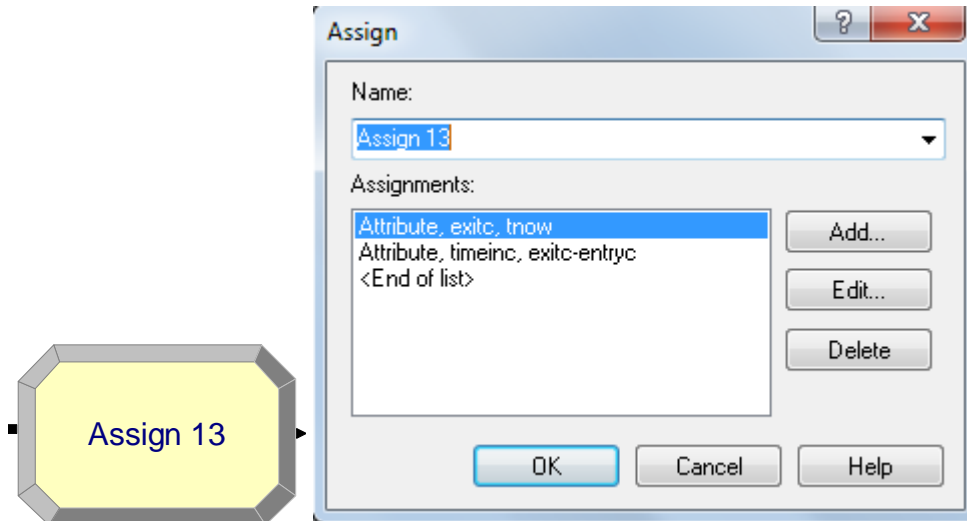 Assign
Name:
Assign 13
Assignments:
Attribute, exitc, tnow
Attribute, timeinc, exitc-entryc
<End of list>
Add...
Edit...
Delete
Assign 13
OK
Cancel
Help